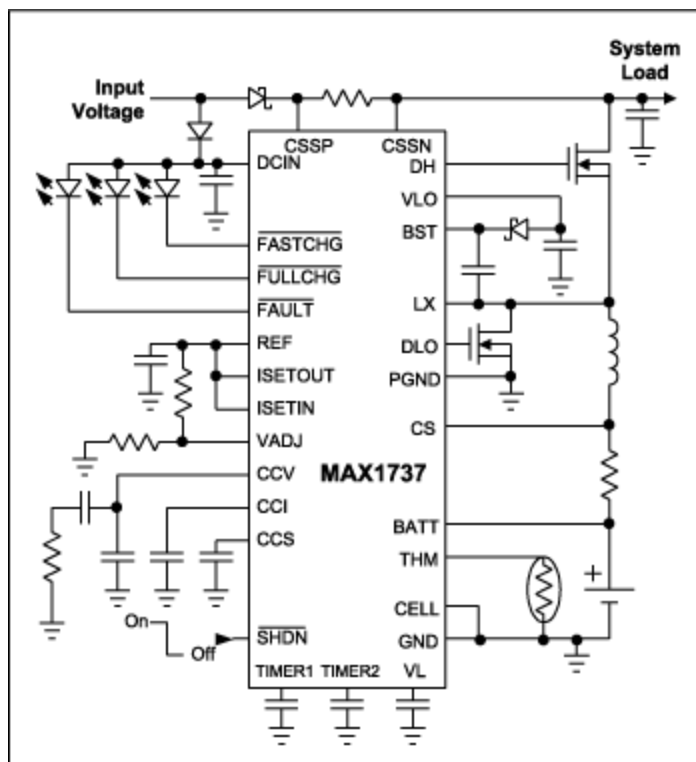 System
Load
Input
Voltage
CSSP
CSSN
DCIN
DH
VLO
BST
FASTCHG
FULLCHG
FAULT
LX
REF
DLO
ISETOUT
PGND
ISETIN
CS
VADJ
CCV
MAX1737
CCI
BATT
CCS
THM
+
CELL
On
Off
SHDN
GND
TIMER1
TIMER2
VL